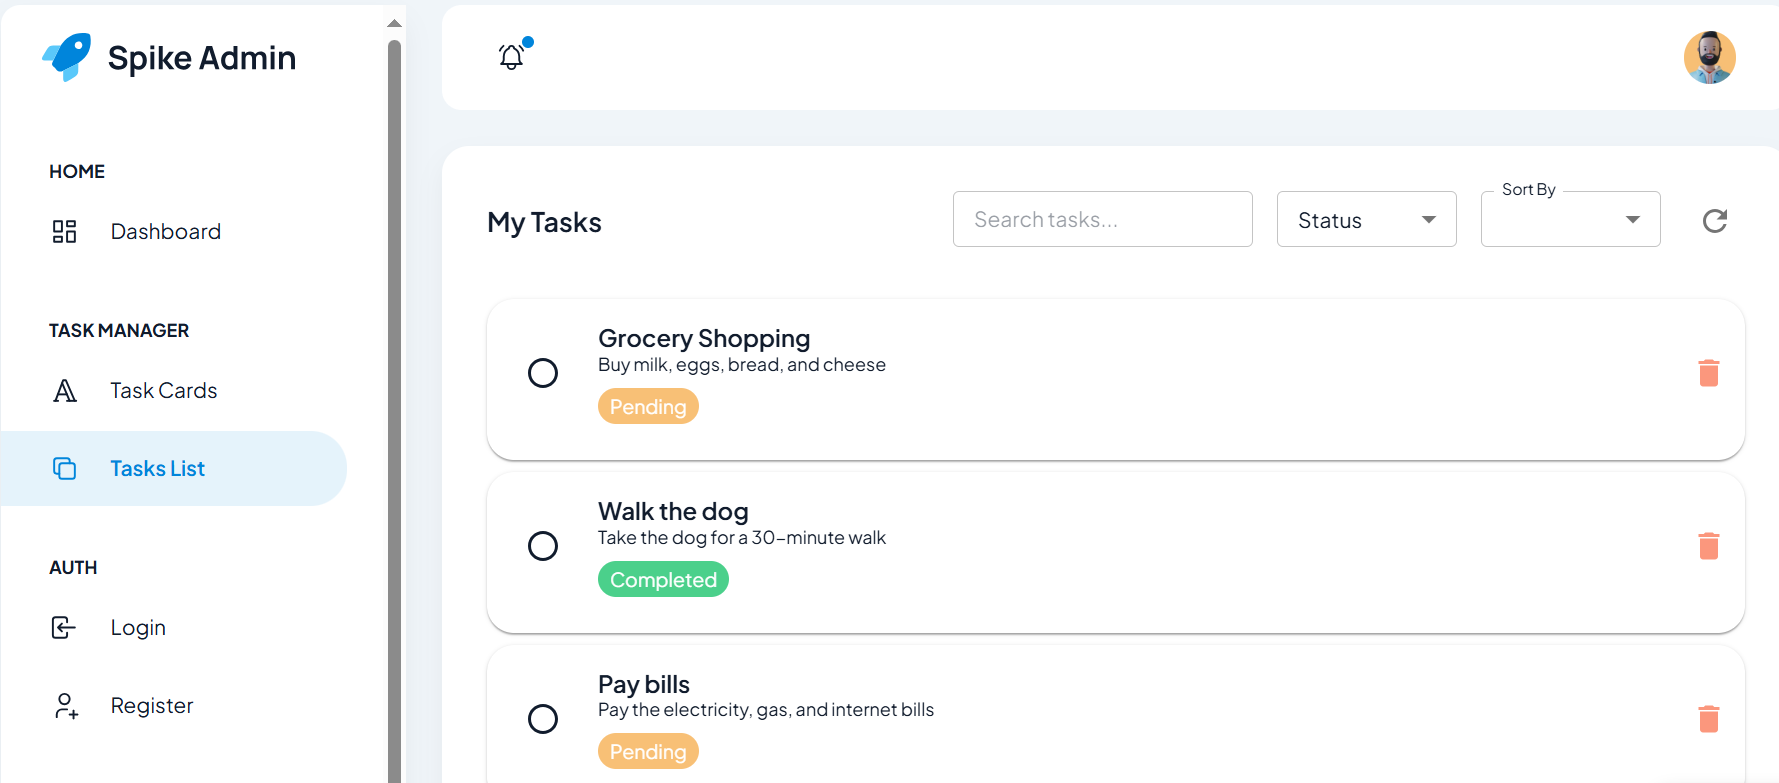 Spike Admin
HOME
Dashboard
TASK MANAGER
Task Cards
Tasks List
AUTH
Login
Register
My Tasks
Search tasks...
Status
Sort By
Grocery Shopping
Buy milk, eggs, bread, and cheese
Pending
Walk the dog
Take the dog for a 30-minute walk
Completed
Pay bills
Pay the electricity, gas, and internet bills
Pending